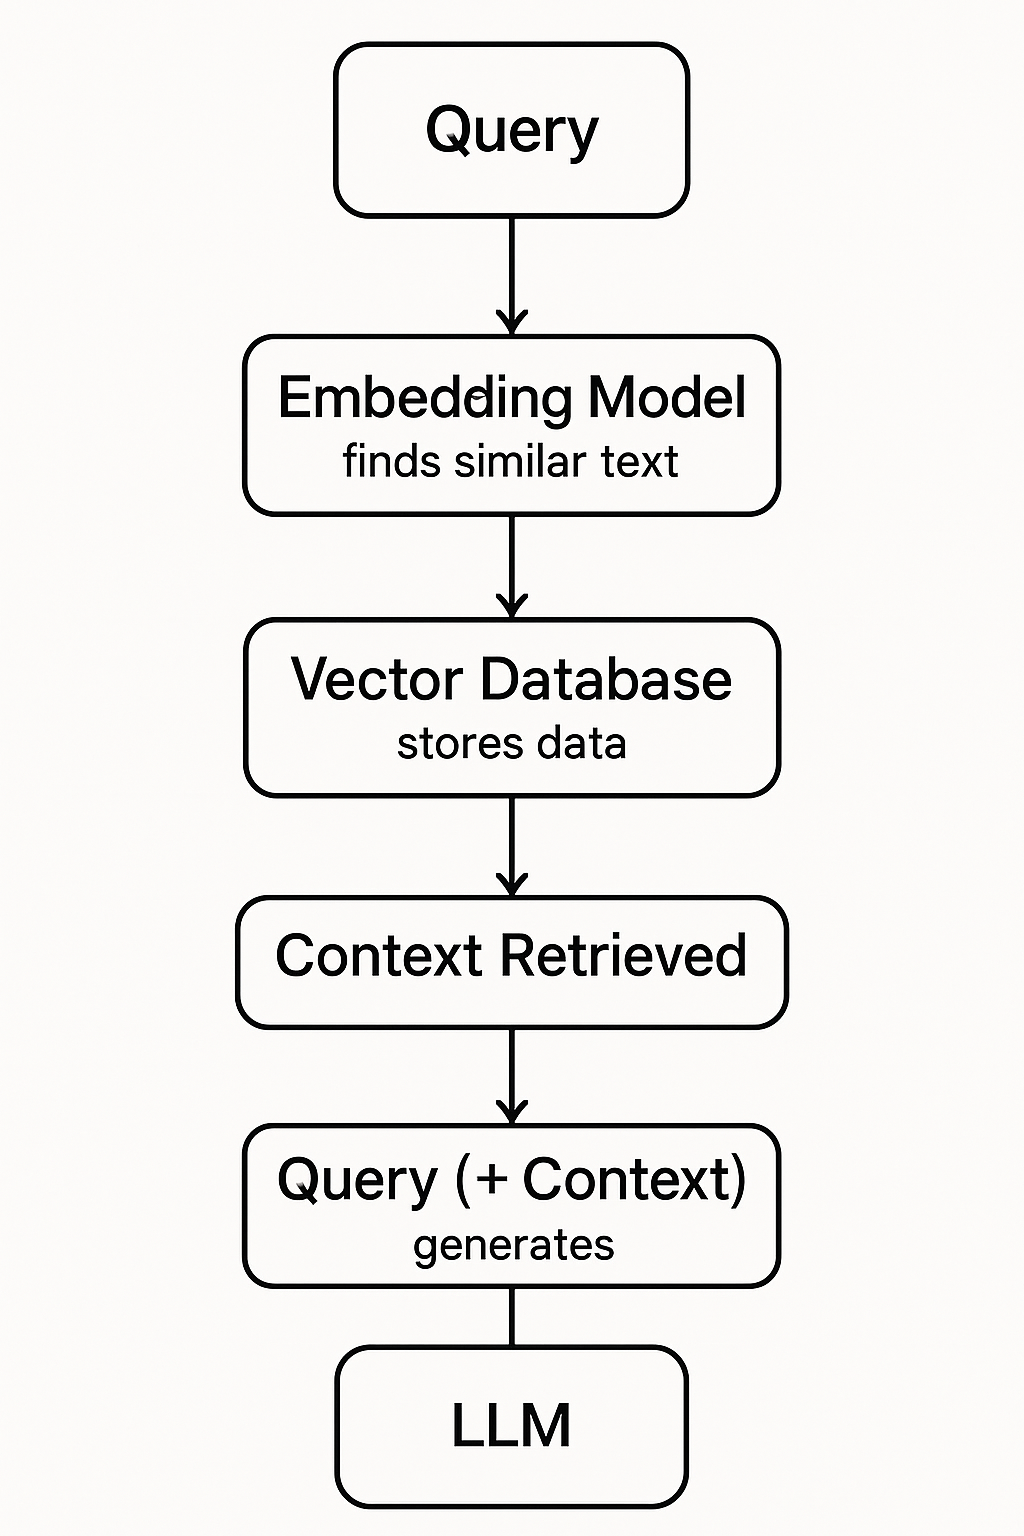 Query
Embedding Model
finds similar text
Vector Database
stores data
Context Retrieved
Query (+ Context)
generates
LLM